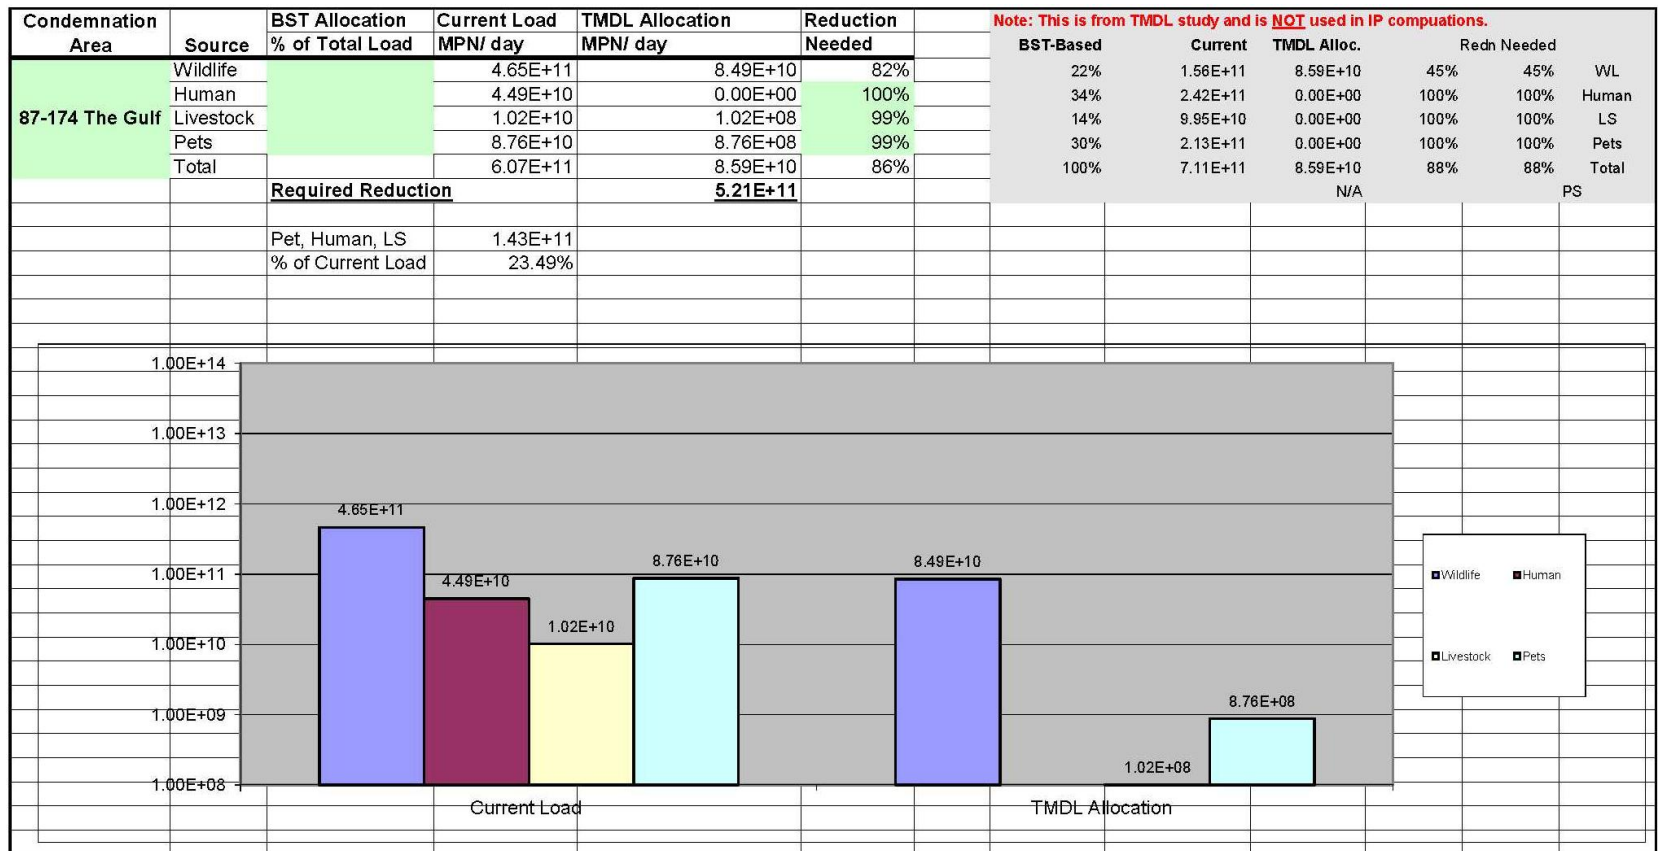 Condemnation BST Allocation Current Load TMDL Allocation Reduction Note: This is from TMDL study and is NOT used in IP compuations.
Area Source % of Total Load MPN/ day MPN/ day Needed BST-Based Current TMDL Alloc. Redn Needed
Wildlife 4.65E+11 8.49E+10 82% 22% 1.56E+11 8.59E+10 45% 45% WL
Human 4.49E+10 0.00E+00 100% 34% 2.42E+11 0.00E+00 100% 100% Human
87-174 The Gulf Livestock 1.02E+10 1.02E+08 99% 14% 9.95E+10 0.00E+00 100% 100% LS
Pets 8.76E+10 8.76E+08 99% 30% 2.13E+11 0.00E+00 100% 100% Pets
Total 6.07E+11 8.59E+10 86% 100% 7.11E+11 8.59E+10 88% 88% Total
Required Reduction 5.21E+11 N/A PS
Pet, Human, LS 1.43E+11
% of Current Load 23.49%
1.00E+14
1.00E+13
1.00E+12
4.65E+11
8.76E+10 8.49E+10
1.00E+11
4.49E+10
Wildlife Human
1.02E+10
1.00E+10
Livestock Pets
8.76E+08
1.00E+09
1.02E+08
1.00E+08
Current Load TMDL Allocation